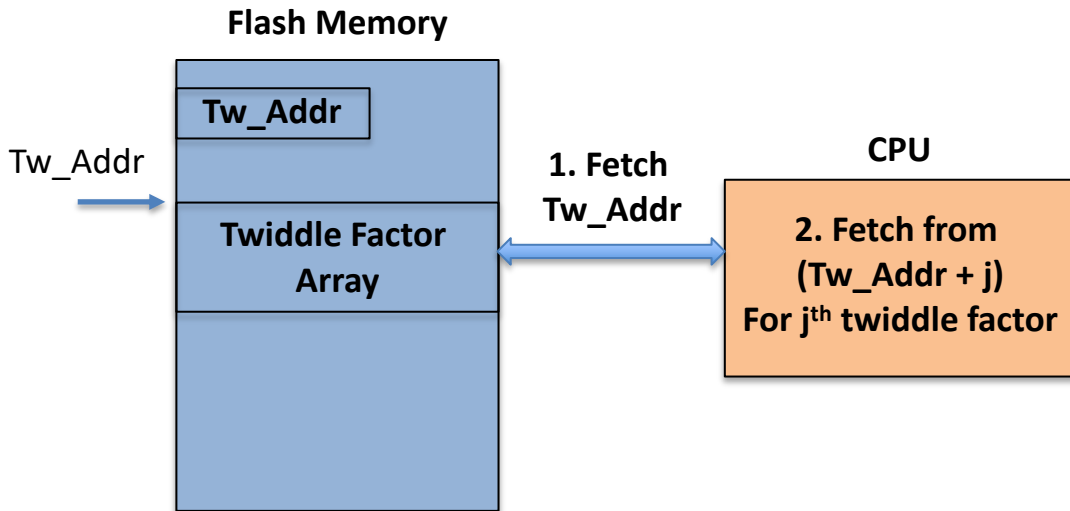 Flash Memory
Tw_Addr
Tw_Addr
Twiddle Factor
Array
1. Fetch
Tw_Addr
CPU
2. Fetch from
(Tw_Addr + j)
For jth twiddle factor